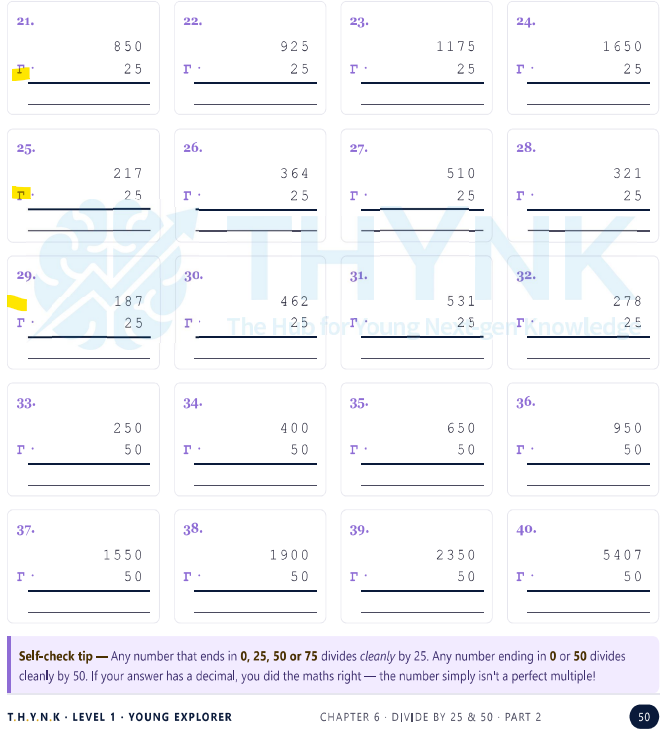 21. 22. 23. 24.
850 925 1175 1650
Γ · 25 Γ · 25 Γ · 25 Γ · 25
25. 26. 27. 28.
217 364 510 321
Γ · 25 Γ · 25 Γ · 25 Γ · 25
THYNK
29. 30. 31. 32.
187 462 531 278
Γ · 25 Γ · 25 Γ · 25 Γ · 25
The Hub for Young Next-gen Knowledge
33. 34. 35. 36.
250 400 650 950
Γ · 50 Γ · 50 Γ · 50 Γ · 50
37. 38. 39. 40.
1550 1900 2350 5407
Γ · 50 Γ · 50 Γ · 50 Γ · 50
Self-check tip — Any number that ends in 0, 25, 50 or 75 divides cleanly by 25. Any number ending in 0 or 50 divides
cleanly by 50. If your answer has a decimal, you did the maths right — the number simply isn't a perfect multiple!
T.H.Y.N.K · LEVEL 1 · YOUNG EXPLORER CHAPTER 6 · DIVIDE BY 25 & 50 · PART 2 50